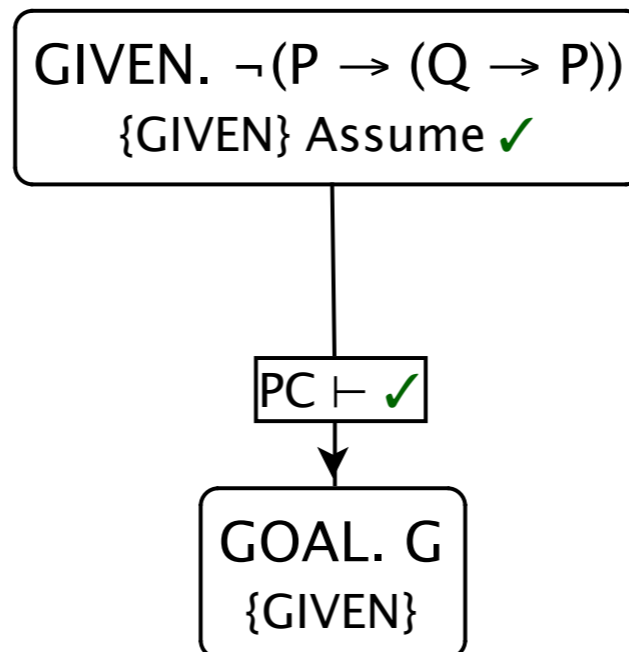 GIVEN. ¬(P → (Q → P))
{GIVEN} Assume ✓
PC ⊢ ✓
GOAL. G
{GIVEN}